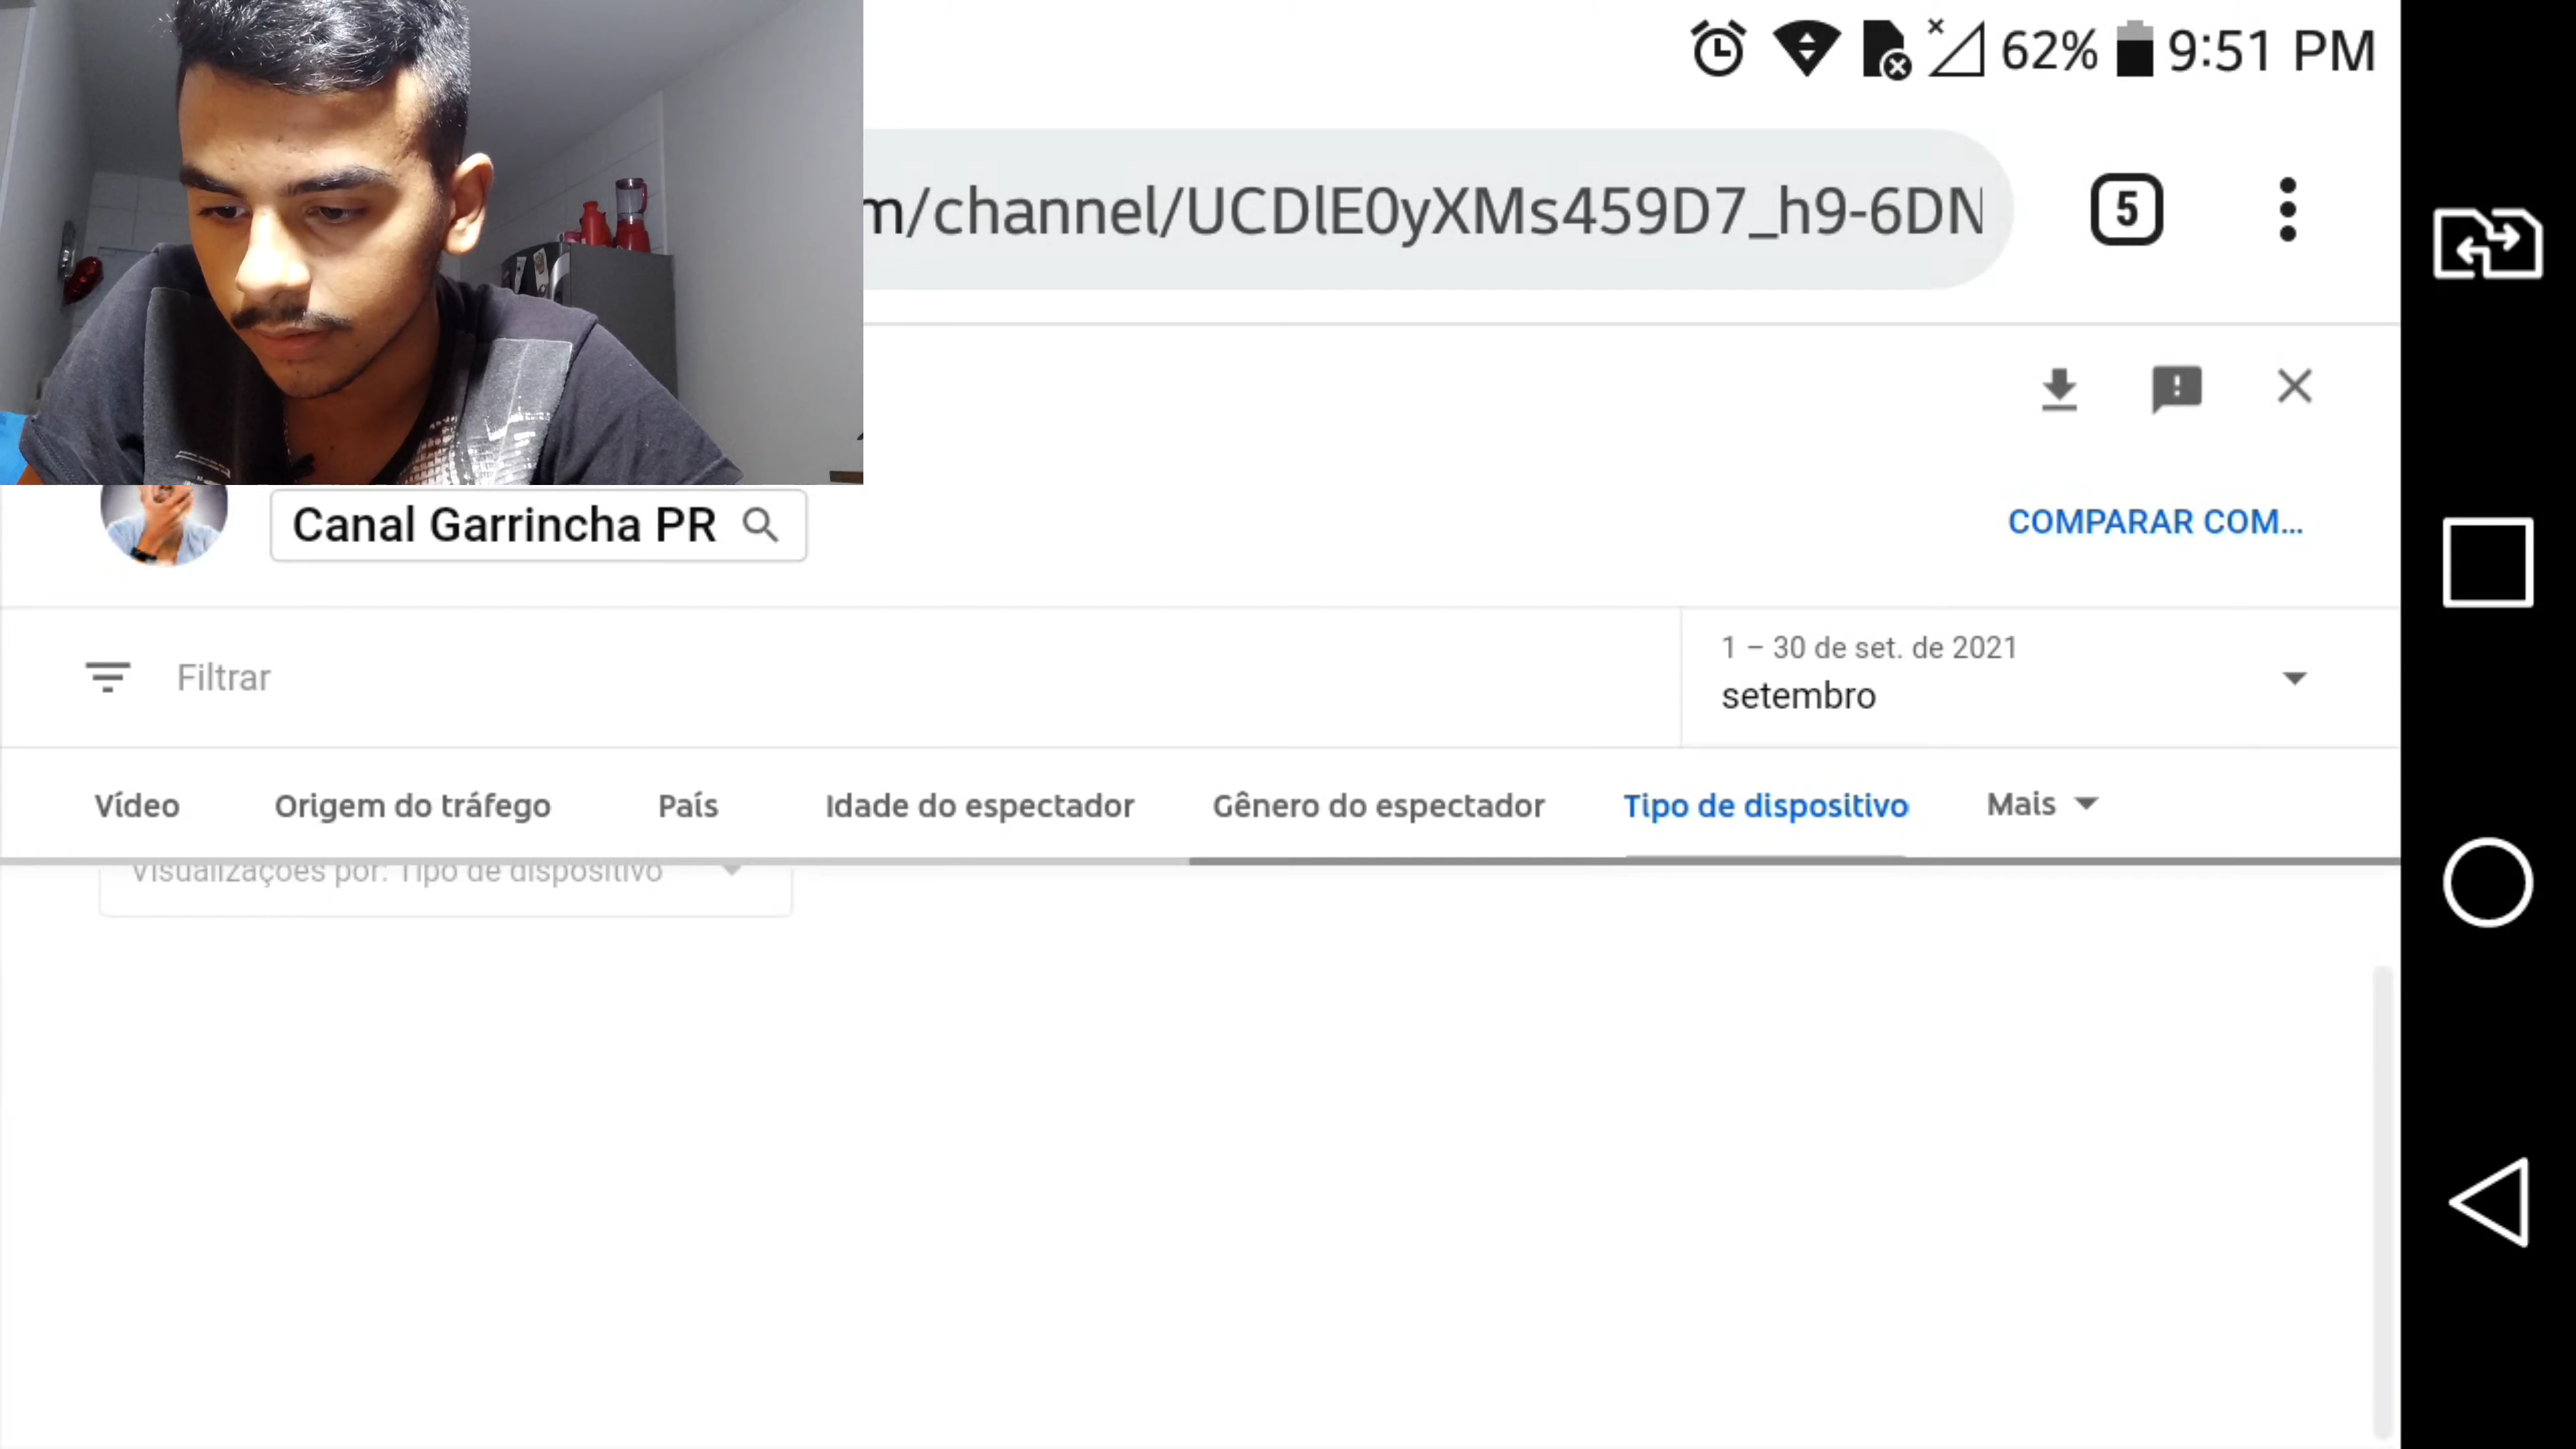 62% 9:51 PM
m/channel/UCDlE0yXMs459D7_h9-6DN
5
Canal Garrincha PR
COMPARAR COM...
Filtrar
1 – 30 de set. de 2021
setembro
Vídeo Origem do tráfego País Idade do espectador Gênero do espectador Tipo de dispositivo Mais
Visualizações por: Tipo de dispositivo